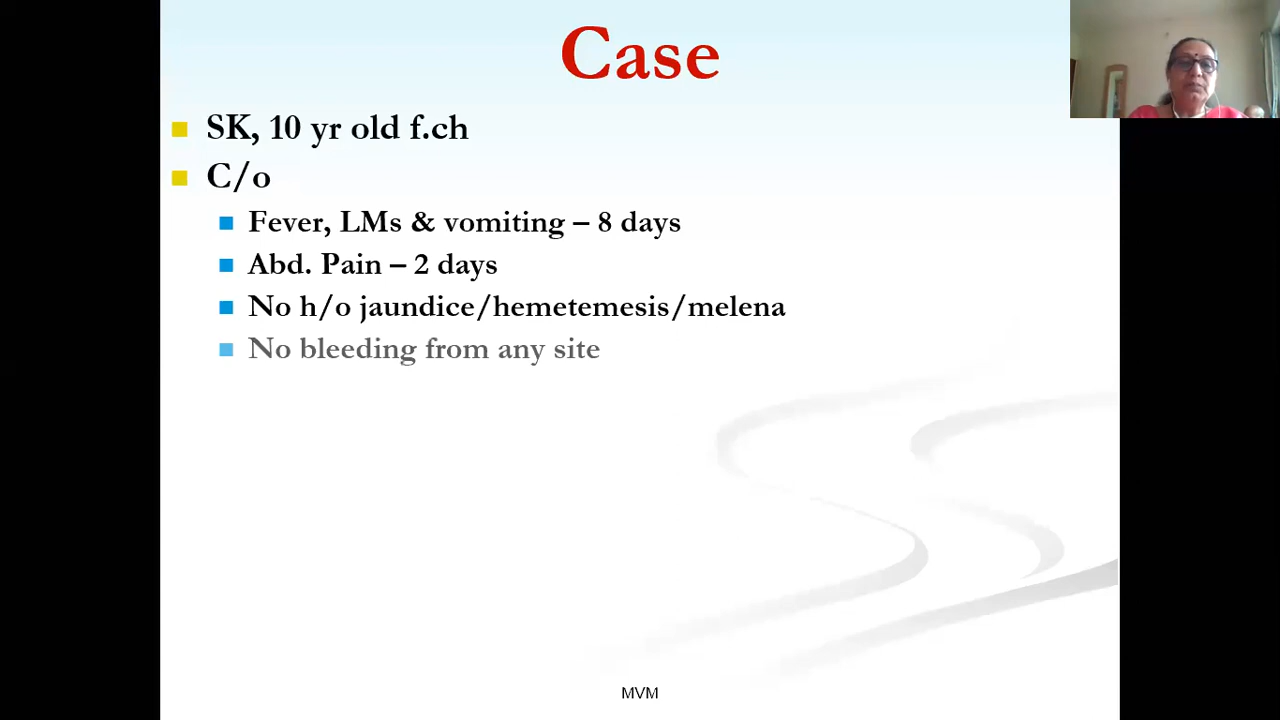 Case
SK, 10 yr old f.ch
C/o
Fever, LMs & vomiting – 8 days
Abd. Pain – 2 days
No h/o jaundice/hemetemesis/melena
No bleeding from any site
MVM